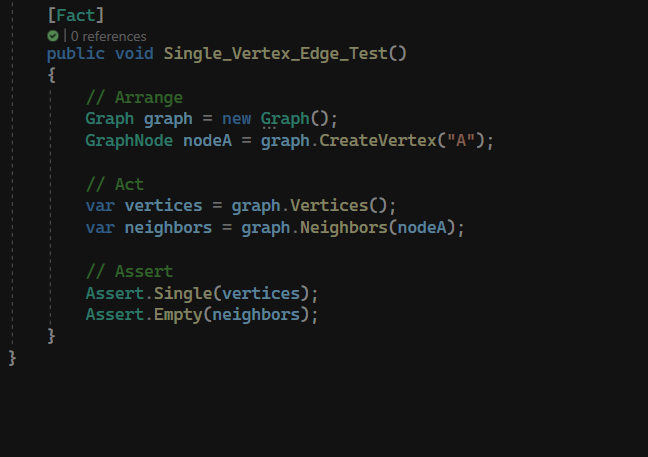 [Fact]
| 0 references
public void Single_Vertex_Edge_Test()
{
// Arrange
Graph graph = new Graph();
GraphNode nodeA = graph.CreateVertex("A");
// Act
var vertices = graph.Vertices();
var neighbors = graph.Neighbors(nodeA);
// Assert
Assert.Single(vertices);
Assert.Empty(neighbors);
}
}